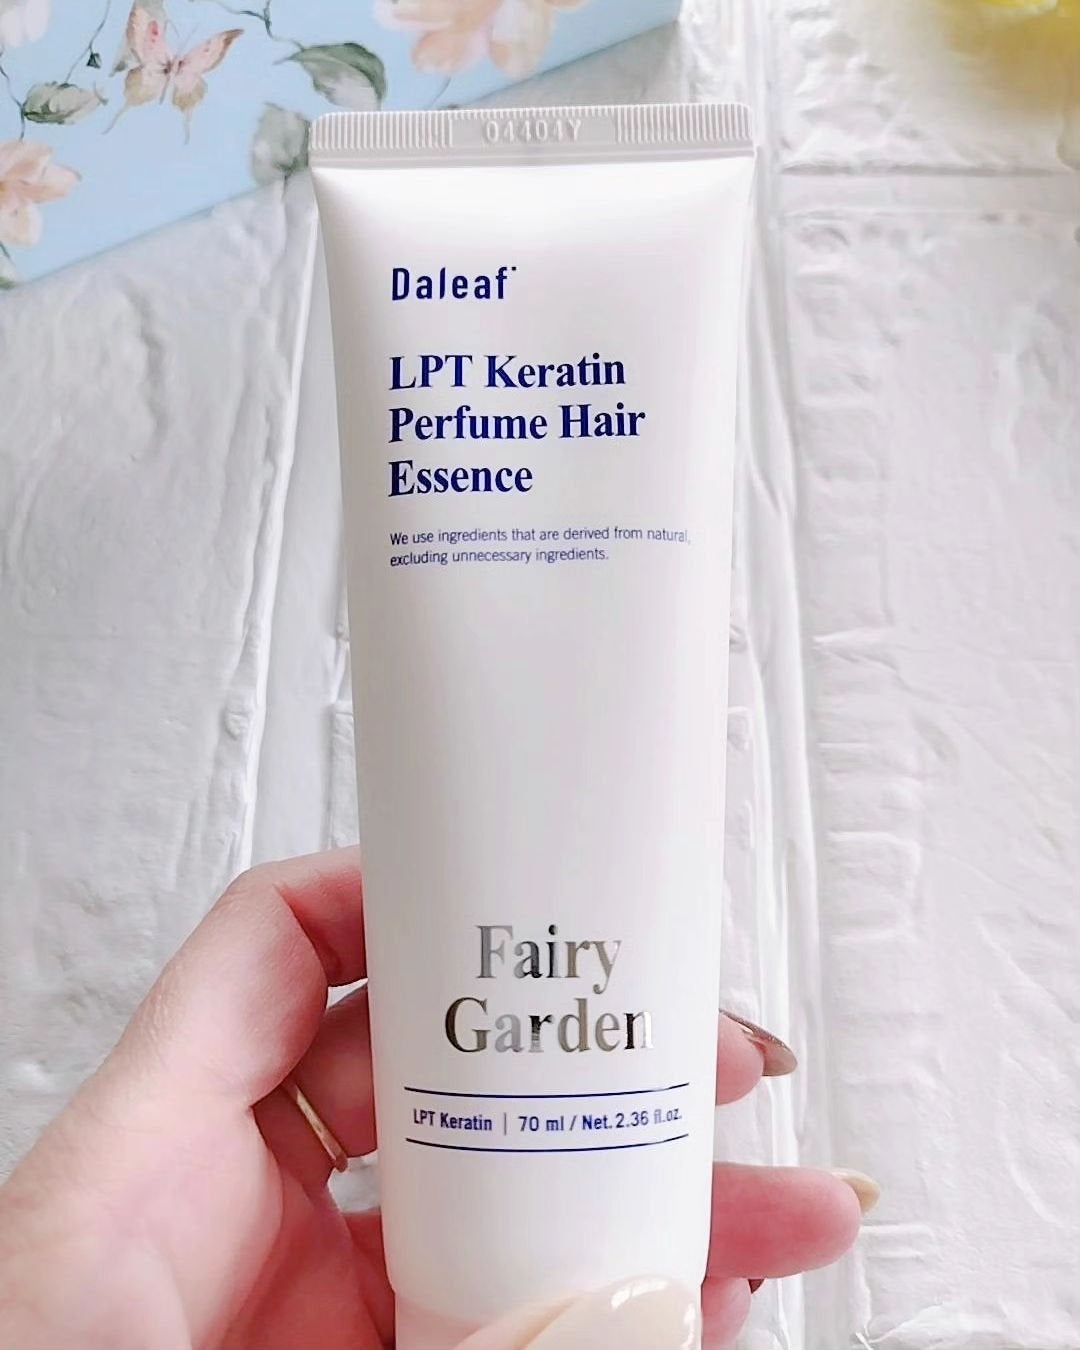 04404Y
Daleaf
LPT Keratin
Perfume Hair
Essence
We use ingredients that are derived from natural,
excluding unnecessary ingredients.
Fairy
Garden
LPT Keratin | 70 ml / Net. 2.36 fl.oz.